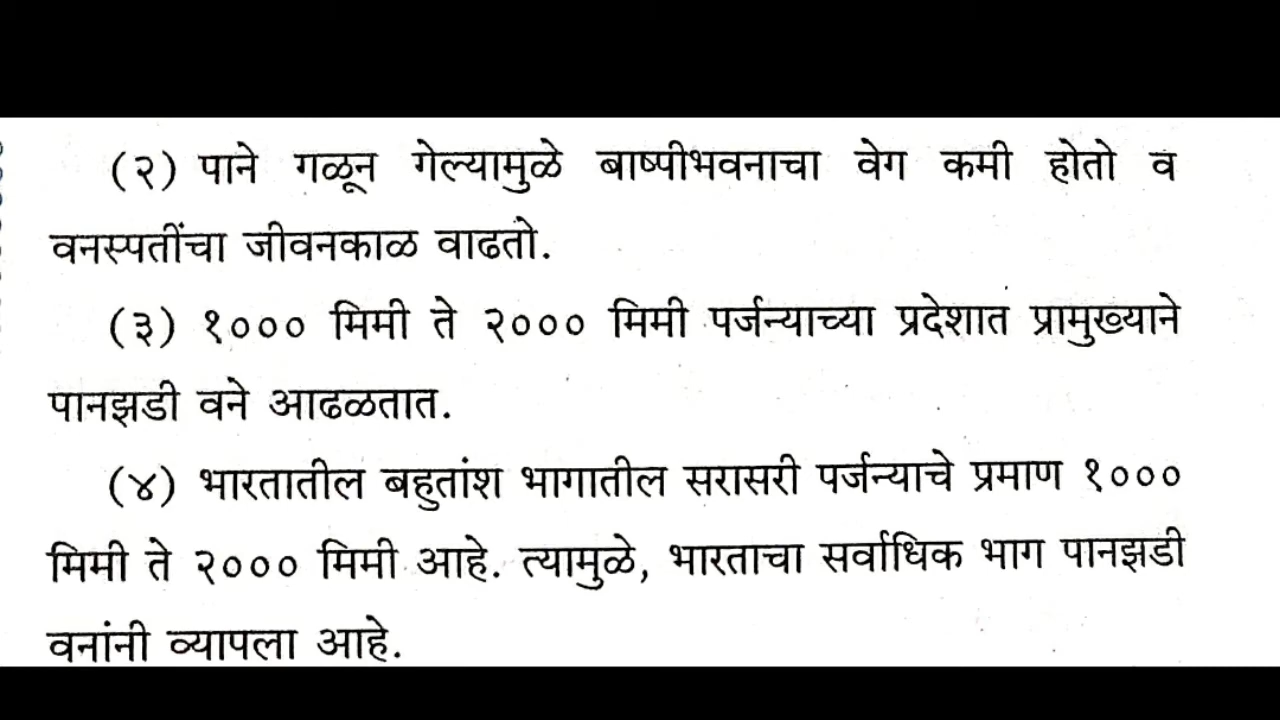 (२) पाने गळून गेल्यामुळे बाष्पीभवनाचा वेग कमी होतो व
वनस्पतींचा जीवनकाळ वाढतो.
(३) १००० मिमी ते २००० मिमी पर्जन्याच्या प्रदेशात प्रामुख्याने
पानझडी वने आढळतात.
(४) भारतातील बहुतांश भागातील सरासरी पर्जन्याचे प्रमाण १०००
मिमी ते २००० मिमी आहे. त्यामुळे, भारताचा सर्वाधिक भाग पानझडी
वनांनी व्यापला आहे.